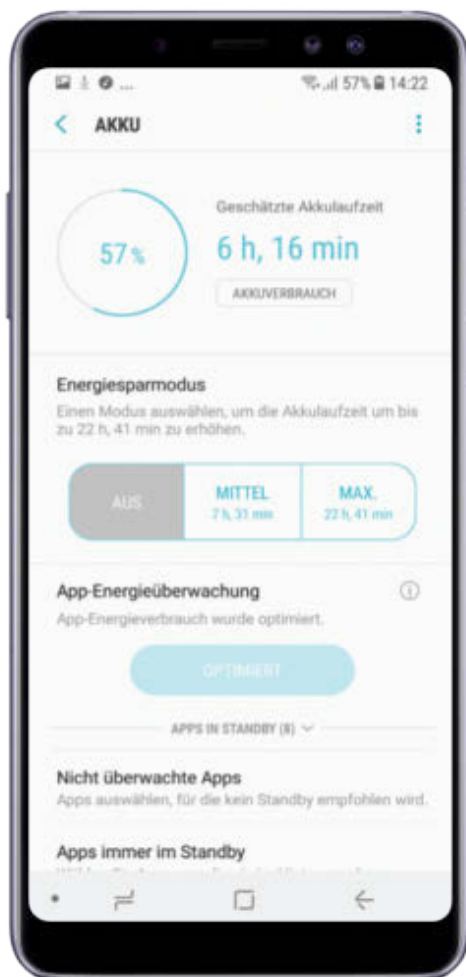 ... 57% 14:22
AKKU
57%
Geschätzte Akkulaufzeit
6 h, 16 min
AKKUVERBRAUCH
Energiesparmodus
Einen Modus auswählen, um die Akkulaufzeit um bis
zu 22 h, 41 min zu erhöhen.
AUS
MITTEL
7 h, 31 min
MAX.
22 h, 41 min
App-Energieüberwachung
App-Energieverbrauch wurde optimiert.
OPTIMIERT
APPS IN STANDBY (8)
Nicht überwachte Apps
Apps auswählen, für die kein Standby empfohlen wird.
Apps immer im Standby